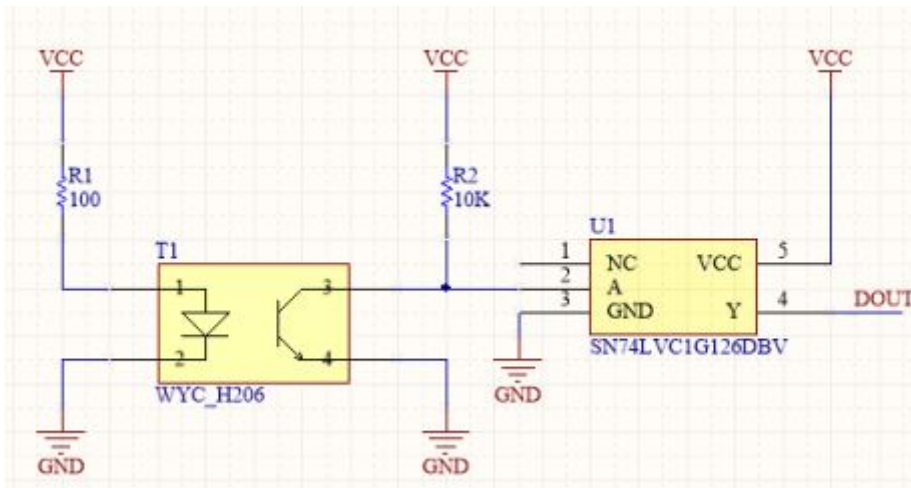 VCC
VCC
VCC
R1
100
R2
10K
U1
T1
1
NC
VCC
5
2
A
3
GND
Y
4
DOUT
1
3
2
4
SN74LVC1G126DBV
WYC_H206
GND
GND
GND